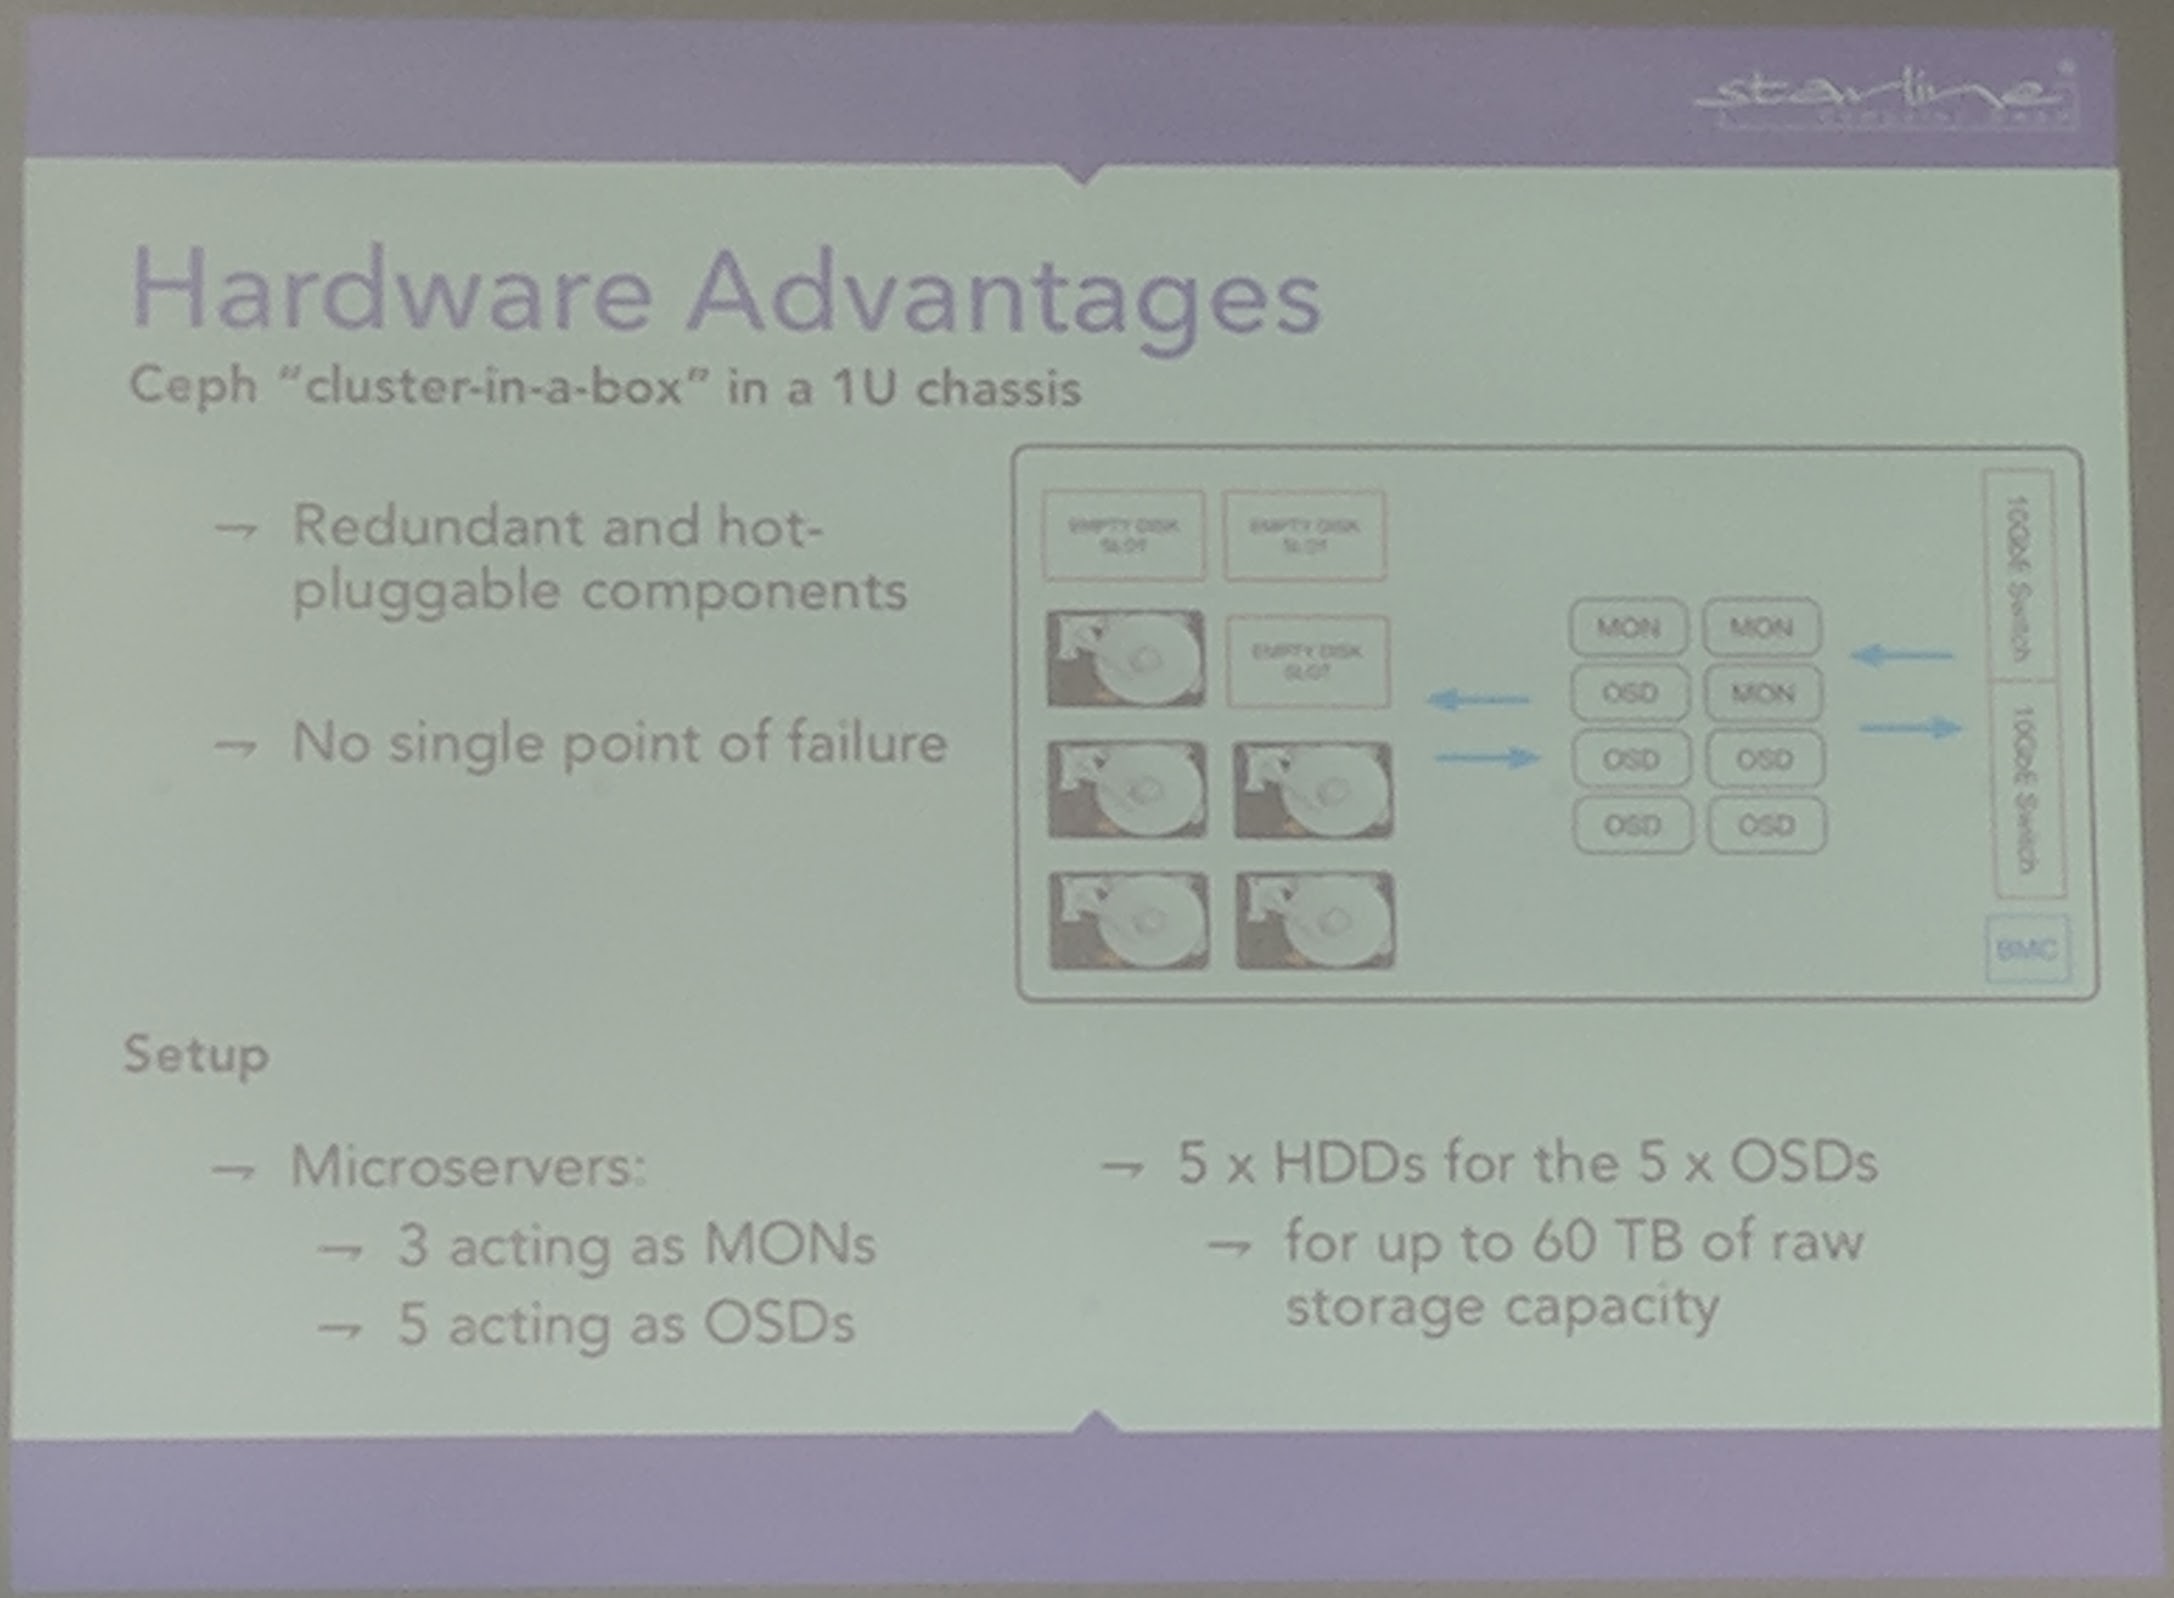 starline
Hardware Advantages
Ceph "cluster-in-a-box" in a 1U chassis
→ Redundant and hot-
pluggable components
→ No single point of failure
EMPTY DISK
SLOT
EMPTY DISK
SLOT
EMPTY DISK
SLOT
MON MON
OSD MON
OSD OSD
OSD OSD
10GbE Switch
10GbE Switch
BMC
Setup
→ Microservers:
→ 3 acting as MONs
→ 5 acting as OSDs
→ 5 x HDDs for the 5 x OSDs
→ for up to 60 TB of raw
storage capacity